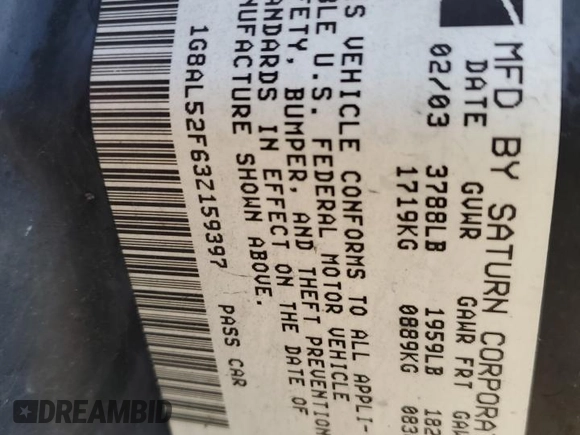 MFD BY SATURN CORPORA
DATE GVWR GAWR FRT GA
02/03 3788LB 1959LB 182
1719KG 0889KG 083
S VEHICLE CONFORMS TO ALL APPLI-
BLE U.S. FEDERAL MOTOR VEHICLE
FETY, BUMPER, AND THEFT PREVENTION
ANDARDS IN EFFECT ON THE DATE OF
NUFACTURE SHOWN ABOVE.
1G8AL52F63Z159397 PASS CAR
DREAMBID